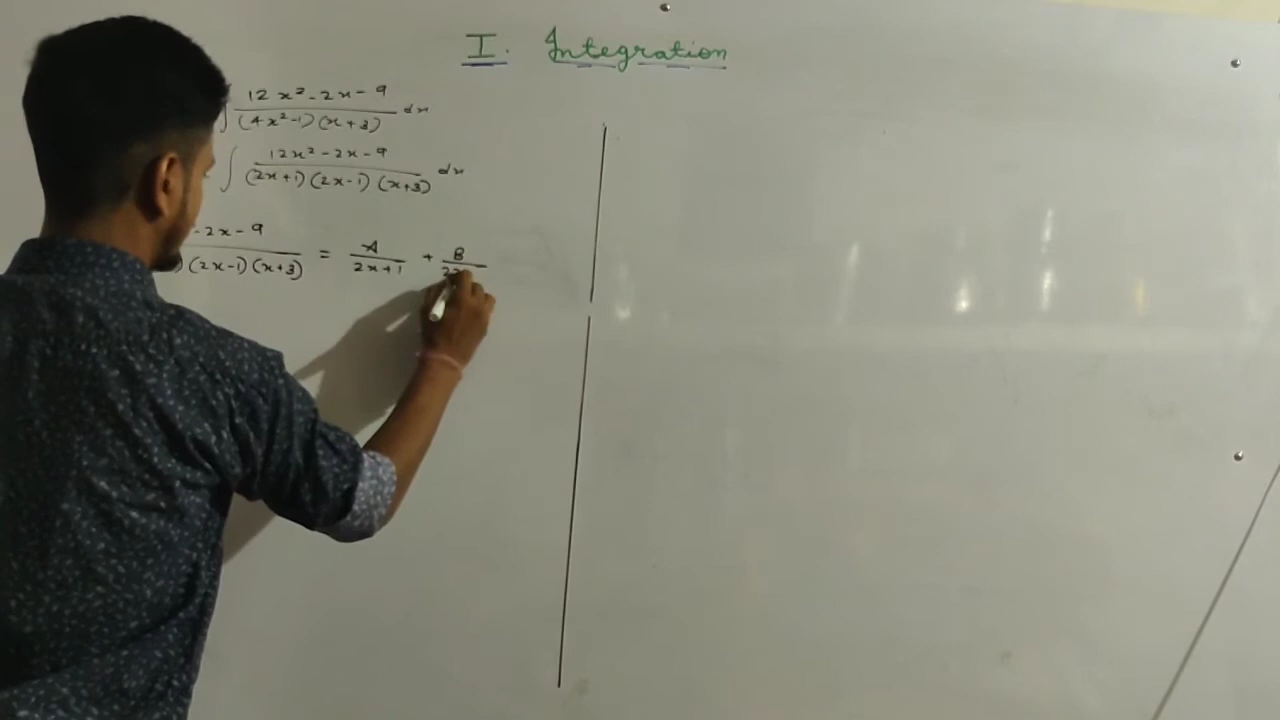 I. Integration
∫ 12x²-2x-9 / (4x²-1)(x+3) dx
∫ 12x²-2x-9 / (2x+1)(2x-1)(x+3) dx
-2x-9 / )(2x-1)(x+3) = A / 2x+1 + B / 2x